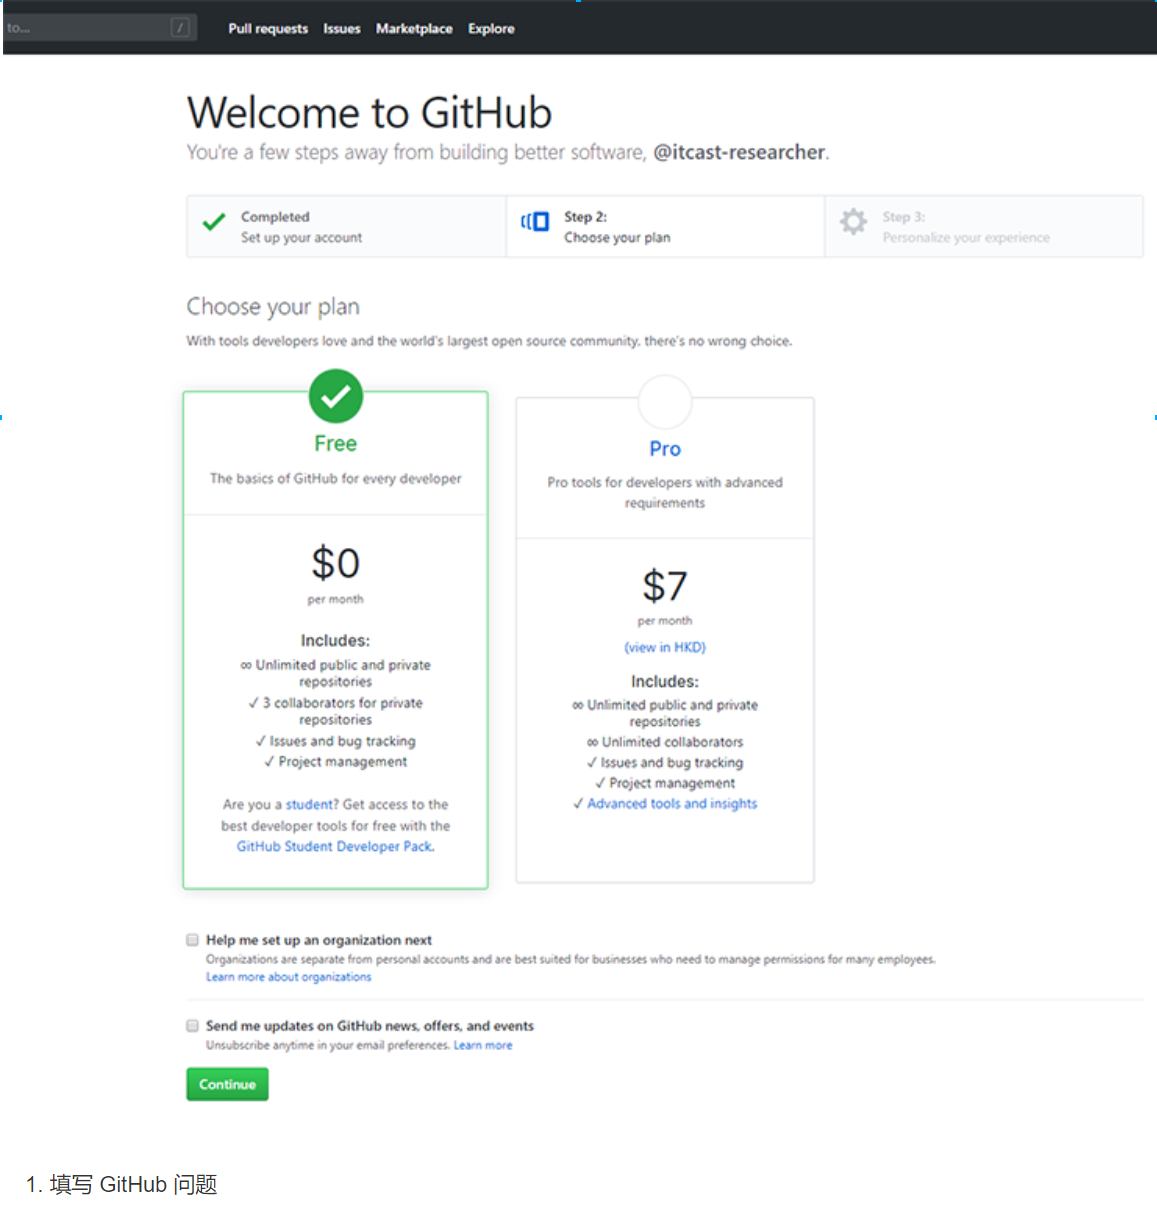 to... /
Pull requests Issues Marketplace Explore
Welcome to GitHub
You're a few steps away from building better software, @itcast-researcher.
Completed
Set up your account
Step 2:
Choose your plan
Step 3:
Personalize your experience
Choose your plan
With tools developers love and the world's largest open source community, there's no wrong choice.
Free
The basics of GitHub for every developer
$0
per month
Includes:
∞ Unlimited public and private
repositories
✓ 3 collaborators for private
repositories
✓ Issues and bug tracking
✓ Project management
Are you a student? Get access to the
best developer tools for free with the
GitHub Student Developer Pack.
Pro
Pro tools for developers with advanced
requirements
$7
per month
(view in HKD)
Includes:
∞ Unlimited public and private
repositories
∞ Unlimited collaborators
✓ Issues and bug tracking
✓ Project management
✓ Advanced tools and insights
Help me set up an organization next
Organizations are separate from personal accounts and are best suited for businesses who need to manage permissions for many employees.
Learn more about organizations
Send me updates on GitHub news, offers, and events
Unsubscribe anytime in your email preferences. Learn more
Continue
1. 填写 GitHub 问题